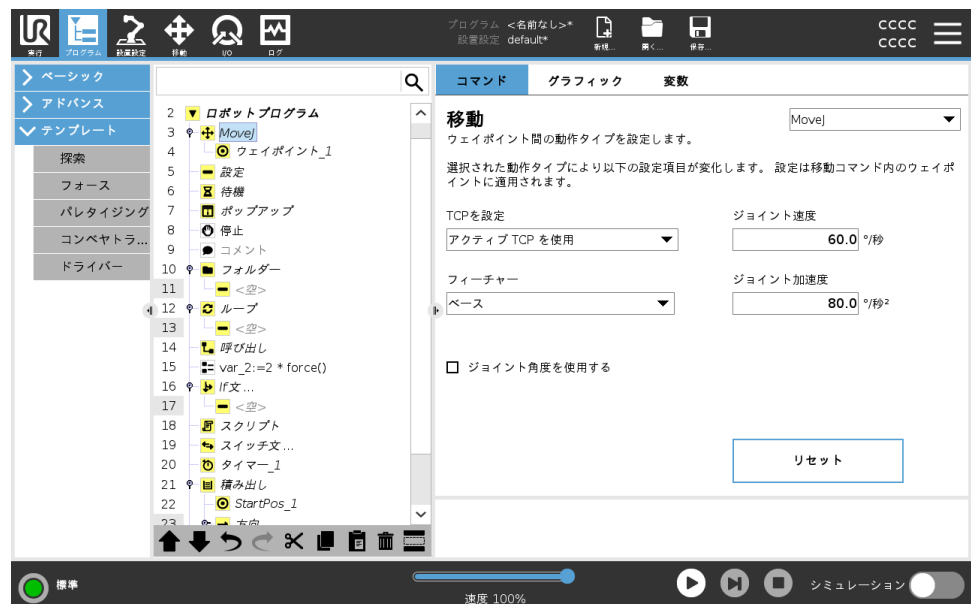 UR
実行
プログラム
設置設定
移動
I/O
ログ
プログラム <名前なし>*
設置設定 default*
新規...
開く...
保存...
CCCC
CCCC
ベーシック
アドバンス
テンプレート
探索
フォース
パレタイジング
コンベヤトラ...
ドライバー
2 ロボットプログラム
3 MoveJ
4 ウェイポイント_1
5 設定
6 待機
7 ポップアップ
8 停止
9 コメント
10 フォルダー
11 <空>
12 ループ
13 <空>
14 呼び出し
15 var_2:=2 * force()
16 If文...
17 <空>
18 スクリプト
19 スイッチ文...
20 タイマー_1
21 積み出し
22 StartPos_1
23 方向
コマンド グラフィック 変数
移動
MoveJ
ウェイポイント間の動作タイプを設定します。
選択された動作タイプにより以下の設定項目が変化します。 設定は移動コマンド内のウェイポ
イントに適用されます。
TCPを設定
ジョイント速度
アクティブ TCP を使用
60.0 °/秒
フィーチャー
ジョイント加速度
ベース
80.0 °/秒²
ジョイント角度を使用する
リセット
標準
速度 100%
シミュレーション